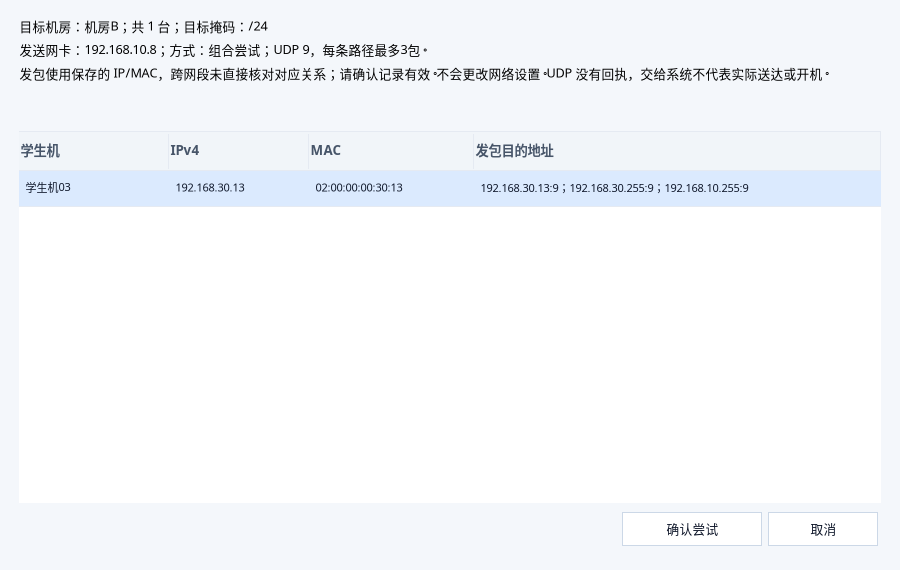 目标机房：机房B；共 1 台；目标掩码：/24
发送网卡：192.168.10.8；方式：组合尝试；UDP 9，每条路径最多3包。
发包使用保存的 IP/MAC，跨网段未直接核对对应关系；请确认记录有效。不会更改网络设置。UDP 没有回执，交给系统不代表实际送达或开机。
学生机 IPv4 MAC 发包目的地址
学生机03 192.168.30.13 02:00:00:00:30:13 192.168.30.13:9；192.168.30.255:9；192.168.10.255:9
确认尝试 取消